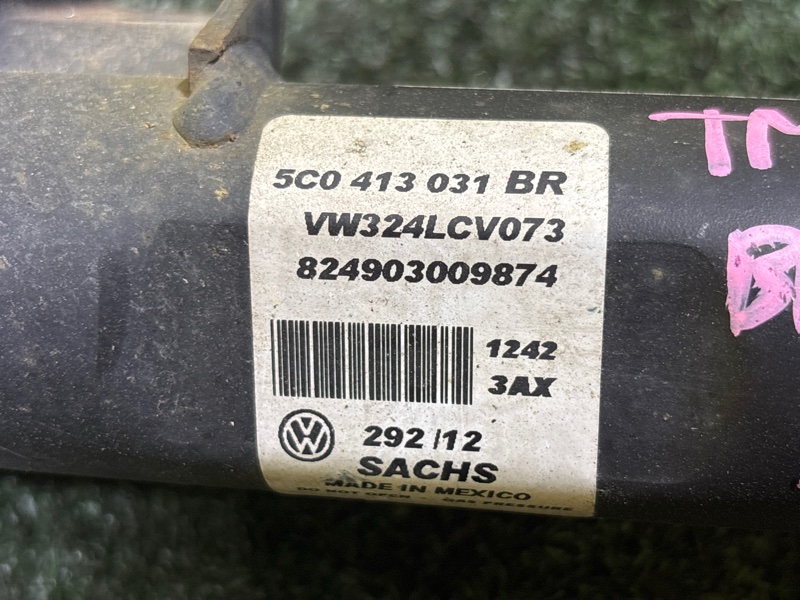 5C0 413 031 BR
VW324LCV073
824903009874
1242
3AX
292/12
SACHS
MADE IN MEXICO
DO NOT OPEN GAS PRESSURE